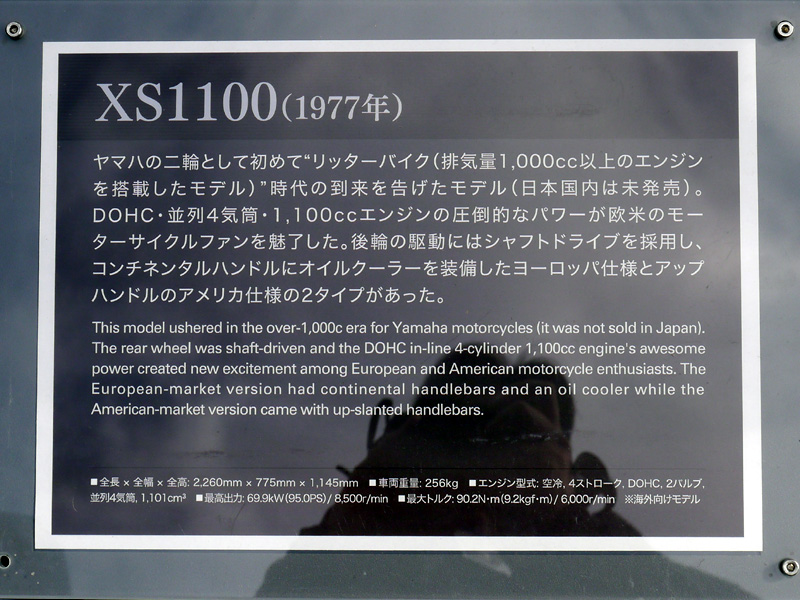 XS1100(1977年)
ヤマハの二輪として初めて“リッターバイク(排気量1,000cc以上のエンジン
を搭載したモデル)”時代の到来を告げたモデル(日本国内は未発売)。
DOHC・並列4気筒・1,100ccエンジンの圧倒的なパワーが欧米のモー
ターサイクルファンを魅了した。後輪の駆動にはシャフトドライブを採用し、
コンチネンタルハンドルにオイルクーラーを装備したヨーロッパ仕様とアップ
ハンドルのアメリカ仕様の2タイプがあった。
This model ushered in the over-1,000c era for Yamaha motorcycles (it was not sold in Japan).
The rear wheel was shaft-driven and the DOHC in-line 4-cylinder 1,100cc engine's awesome
power created new excitement among European and American motorcycle enthusiasts. The
European-market version had continental handlebars and an oil cooler while the
American-market version came with up-slanted handlebars.
■全長 × 全幅 × 全高: 2,260mm × 775mm × 1,145mm ■車両重量: 256kg ■エンジン型式: 空冷, 4ストローク, DOHC, 2バルブ,
並列4気筒, 1,101cm³ ■最高出力: 69.9kW(95.0PS)/ 8,500r/min ■最大トルク: 90.2N・m(9.2kgf・m)/ 6,000r/min ※海外向けモデル